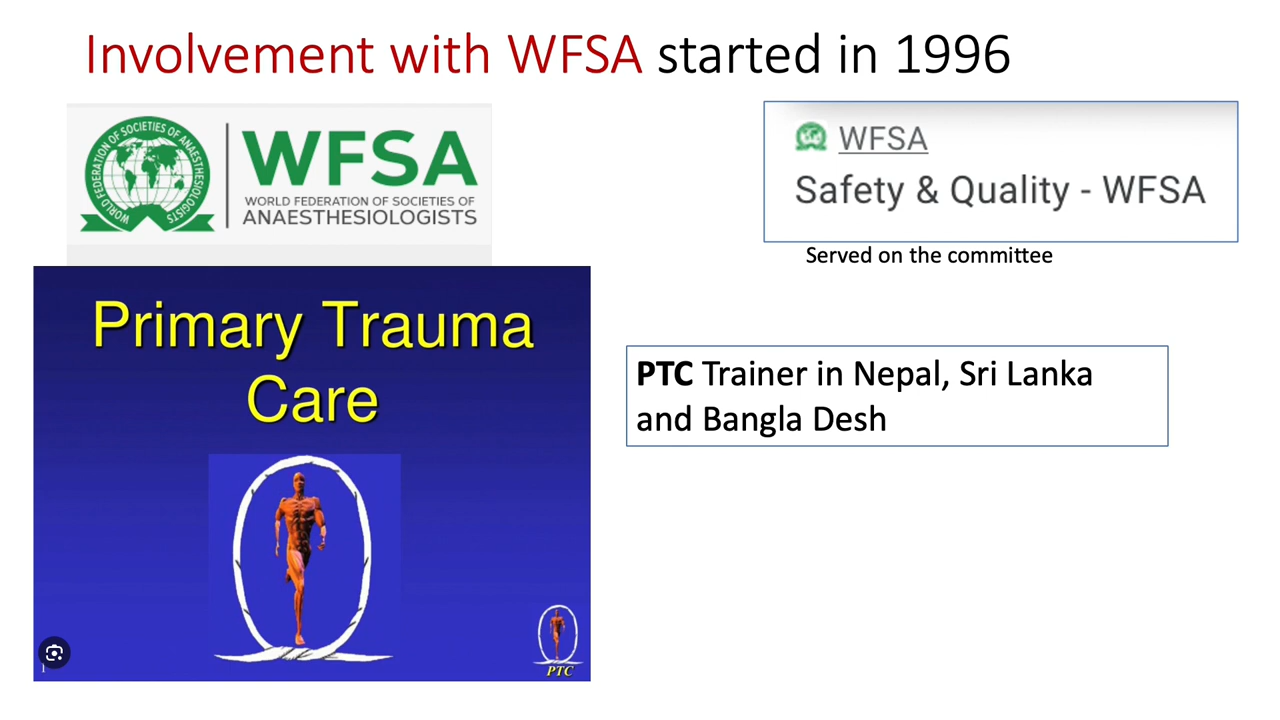 Involvement with WFSA started in 1996
WORLD FEDERATION OF SOCIETIES OF ANAESTHESIOLOGISTS
WFSA
WORLD FEDERATION OF SOCIETIES OF
ANAESTHESIOLOGISTS
WFSA
Safety & Quality - WFSA
Served on the committee
Primary Trauma
Care
PTC Trainer in Nepal, Sri Lanka
and Bangla Desh
PTC
1